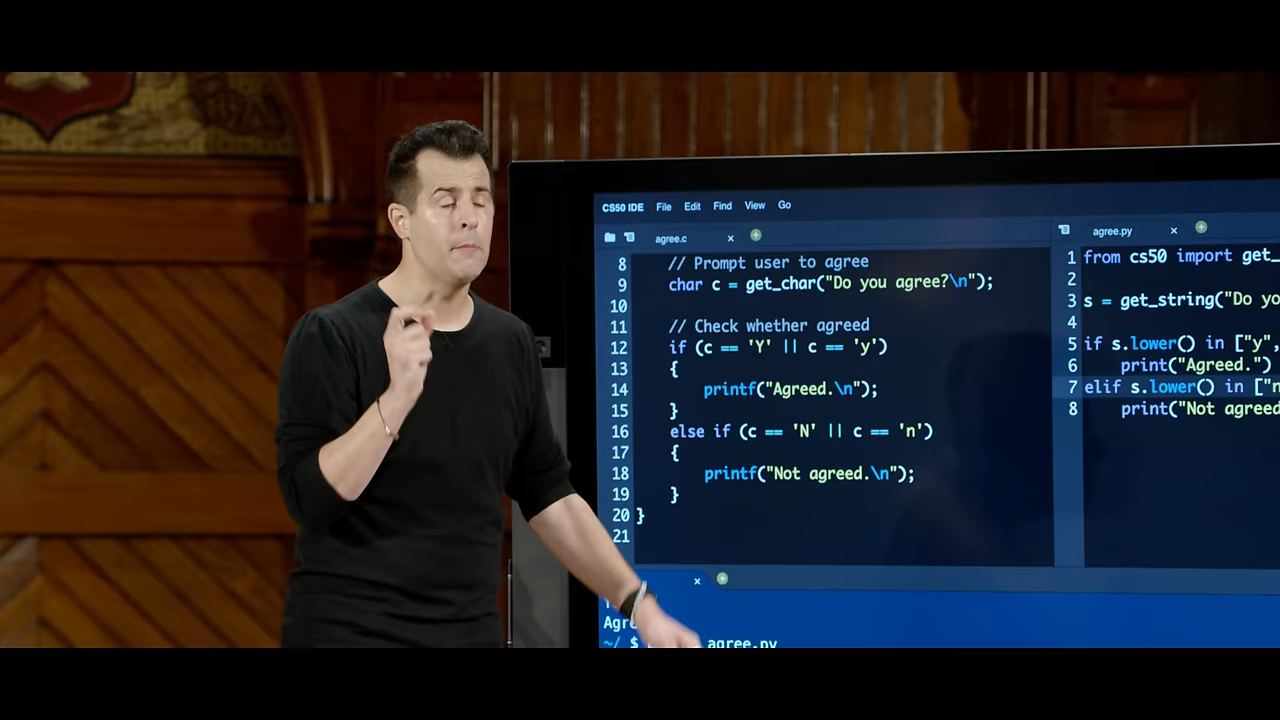 CS50 IDE File Edit Find View Go
agree.c
8 // Prompt user to agree
9 char c = get_char("Do you agree?\n");
10
11 // Check whether agreed
12 if (c == 'Y' || c == 'y')
13 {
14 printf("Agreed.\n");
15 }
16 else if (c == 'N' || c == 'n')
17 {
18 printf("Not agreed.\n");
19 }
20 }
21
agree.py
1 from cs50 import get_
2
3 s = get_string("Do yo
4
5 if s.lower() in ["y",
6 print("Agreed.")
7 elif s.lower() in ["n
8 print("Not agreed
Agre
~/ $ agree.py